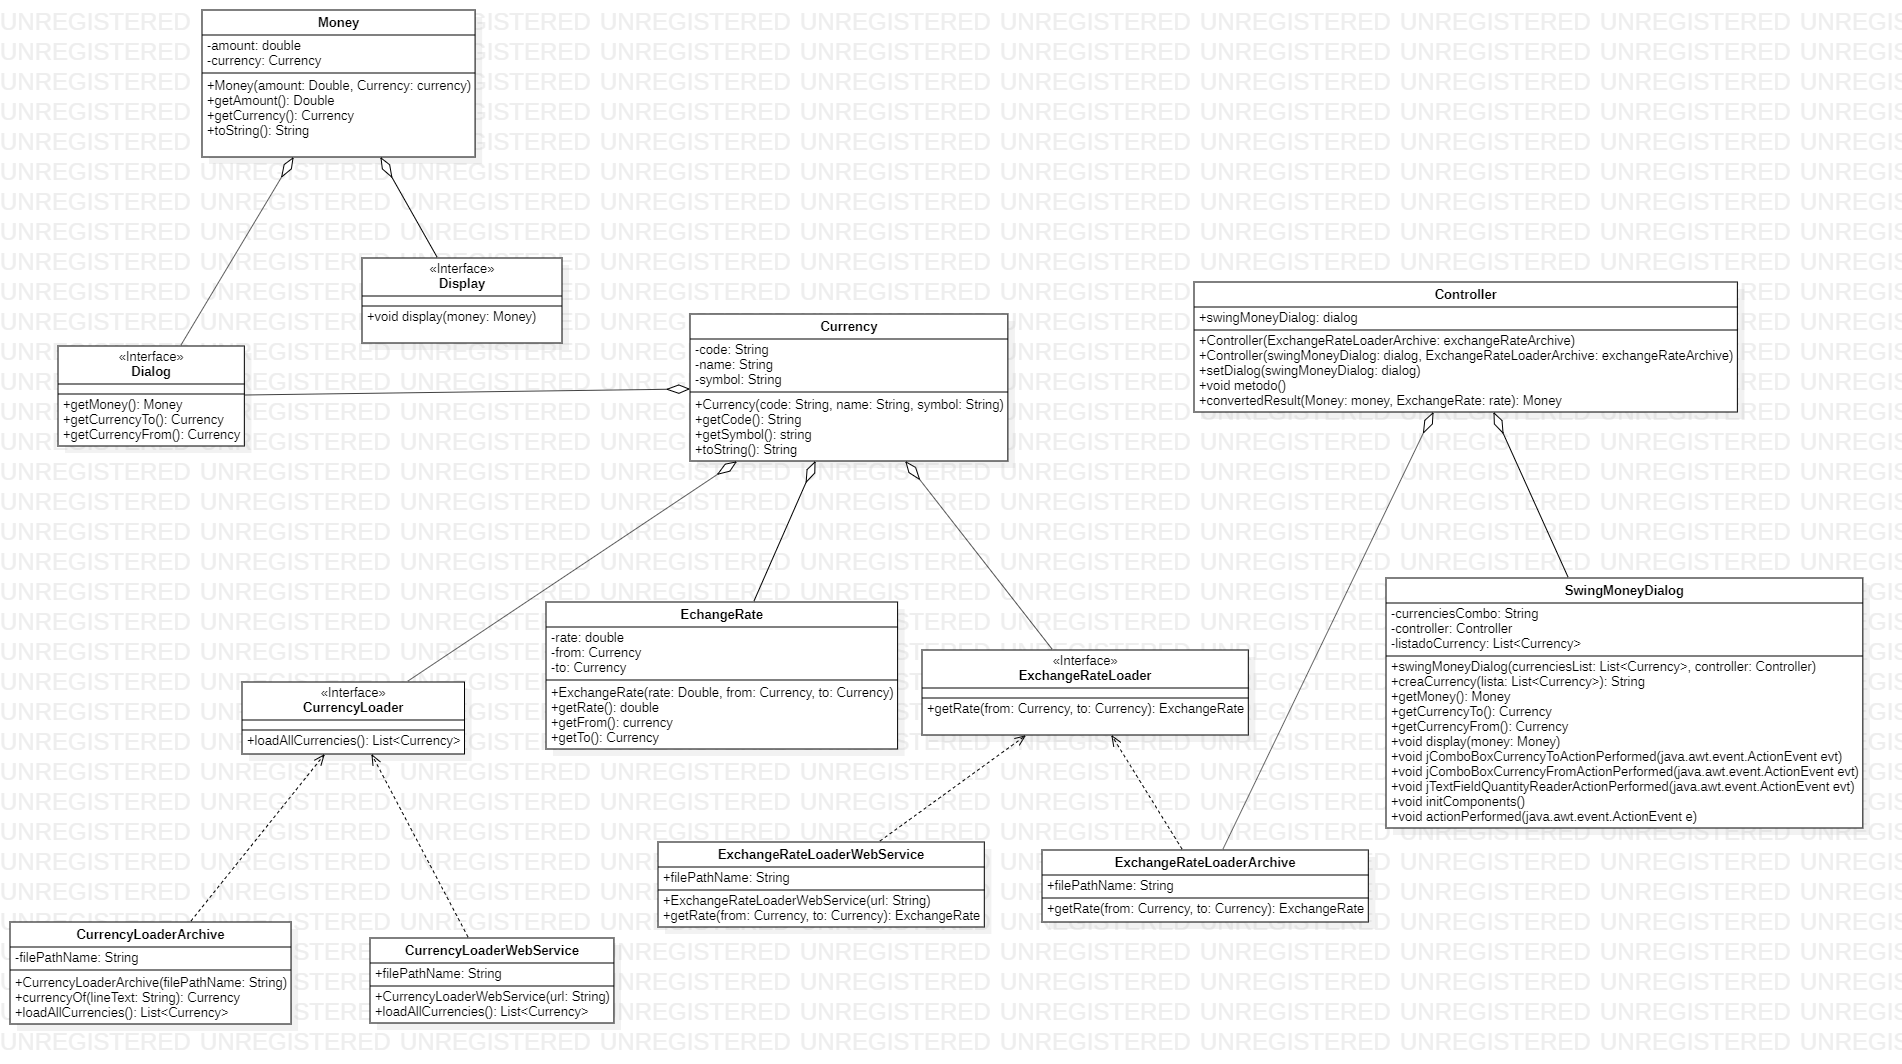 Money
-amount: double
-currency: Currency
+Money(amount: Double, Currency: currency)
+getAmount(): Double
+getCurrency(): Currency
+toString(): String
«Interface»
Display
+void display(money: Money)
«Interface»
Dialog
+getMoney(): Money
+getCurrencyTo(): Currency
+getCurrencyFrom(): Currency
Currency
-code: String
-name: String
-symbol: String
+Currency(code: String, name: String, symbol: String)
+getCode(): String
+getSymbol(): string
+toString(): String
Controller
+swingMoneyDialog: dialog
+Controller(ExchangeRateLoaderArchive: exchangeRateArchive)
+Controller(swingMoneyDialog: dialog, ExchangeRateLoaderArchive: exchangeRateArchive)
+setDialog(swingMoneyDialog: dialog)
+void metodo()
+convertedResult(Money: money, ExchangeRate: rate): Money
«Interface»
CurrencyLoader
+loadAllCurrencies(): List<Currency>
EchangeRate
-rate: double
-from: Currency
-to: Currency
+ExchangeRate(rate: Double, from: Currency, to: Currency)
+getRate(): double
+getFrom(): currency
+getTo(): Currency
«Interface»
ExchangeRateLoader
+getRate(from: Currency, to: Currency): ExchangeRate
SwingMoneyDialog
-currenciesCombo: String
-controller: Controller
-listadoCurrency: List<Currency>
+swingMoneyDialog(currenciesList: List<Currency>, controller: Controller)
+creaCurrency(lista: List<Currency>): String
+getMoney(): Money
+getCurrencyTo(): Currency
+getCurrencyFrom(): Currency
+void display(money: Money)
+void jComboBoxCurrencyToActionPerformed(java.awt.event.ActionEvent evt)
+void jComboBoxCurrencyFromActionPerformed(java.awt.event.ActionEvent evt)
+void jTextFieldQuantityReaderActionPerformed(java.awt.event.ActionEvent evt)
+void initComponents()
+void actionPerformed(java.awt.event.ActionEvent e)
ExchangeRateLoaderWebService
+filePathName: String
+ExchangeRateLoaderWebService(url: String)
+getRate(from: Currency, to: Currency): ExchangeRate
ExchangeRateLoaderArchive
+filePathName: String
+getRate(from: Currency, to: Currency): ExchangeRate
CurrencyLoaderArchive
-filePathName: String
+CurrencyLoaderArchive(filePathName: String)
+currencyOf(lineText: String): Currency
+loadAllCurrencies(): List<Currency>
CurrencyLoaderWebService
+filePathName: String
+CurrencyLoaderWebService(url: String)
+loadAllCurrencies(): List<Currency>
UNREGISTERED